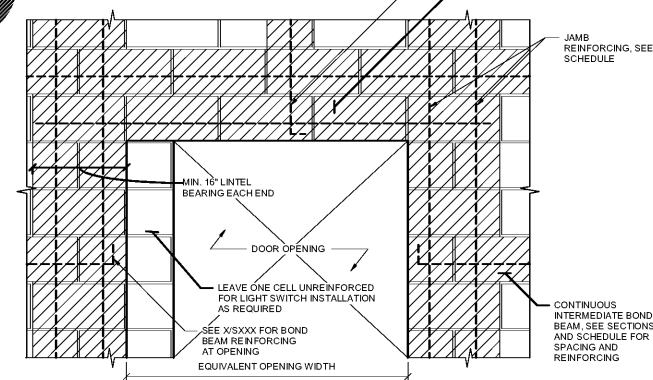 JAMB
REINFORCING, SEE
SCHEDULE
MIN. 16" LINTEL
BEARING EACH END
DOOR OPENING
LEAVE ONE CELL UNREINFORCED
FOR LIGHT SWITCH INSTALLATION
AS REQUIRED
SEE X/SXXX FOR BOND
BEAM REINFORCING
AT OPENING
CONTINUOUS
INTERMEDIATE BOND
BEAM, SEE SECTIONS
AND SCHEDULE FOR
SPACING AND
REINFORCING
EQUIVALENT OPENING WIDTH